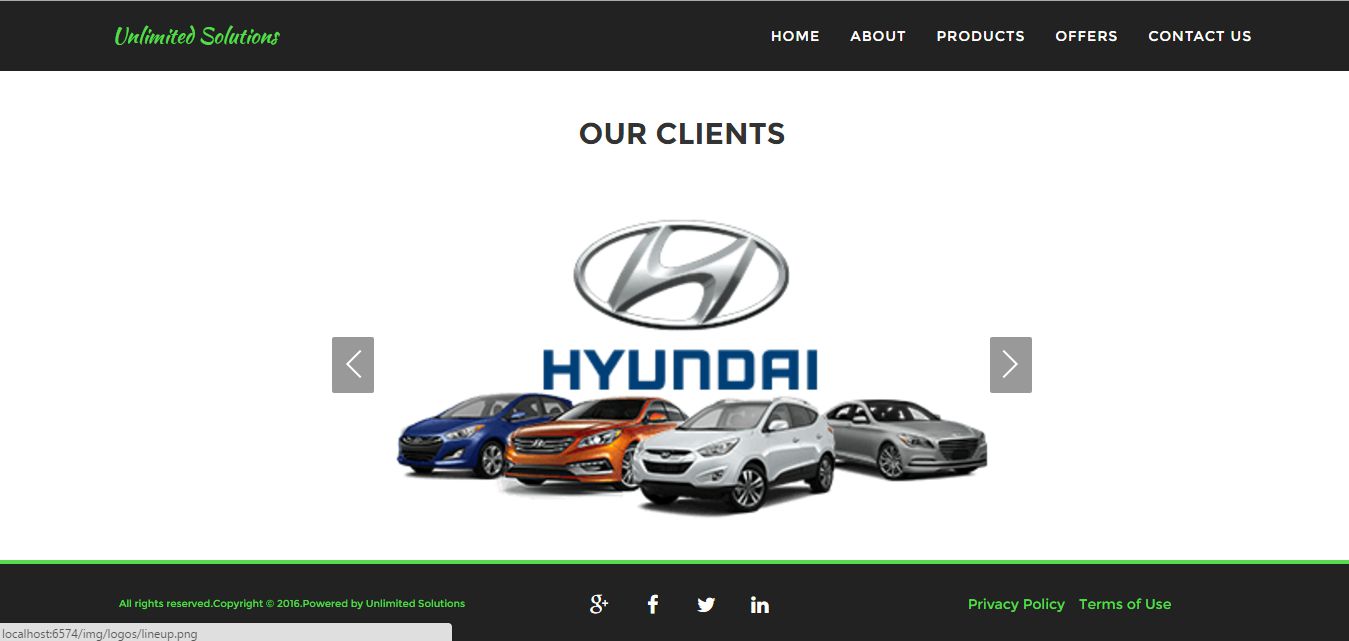 Unlimited Solutions
HOME ABOUT PRODUCTS OFFERS CONTACT US
OUR CLIENTS
HYUNDAI
All rights reserved.Copyright © 2016.Powered by Unlimited Solutions
Privacy Policy Terms of Use
localhost:6574/img/logos/lineup.png